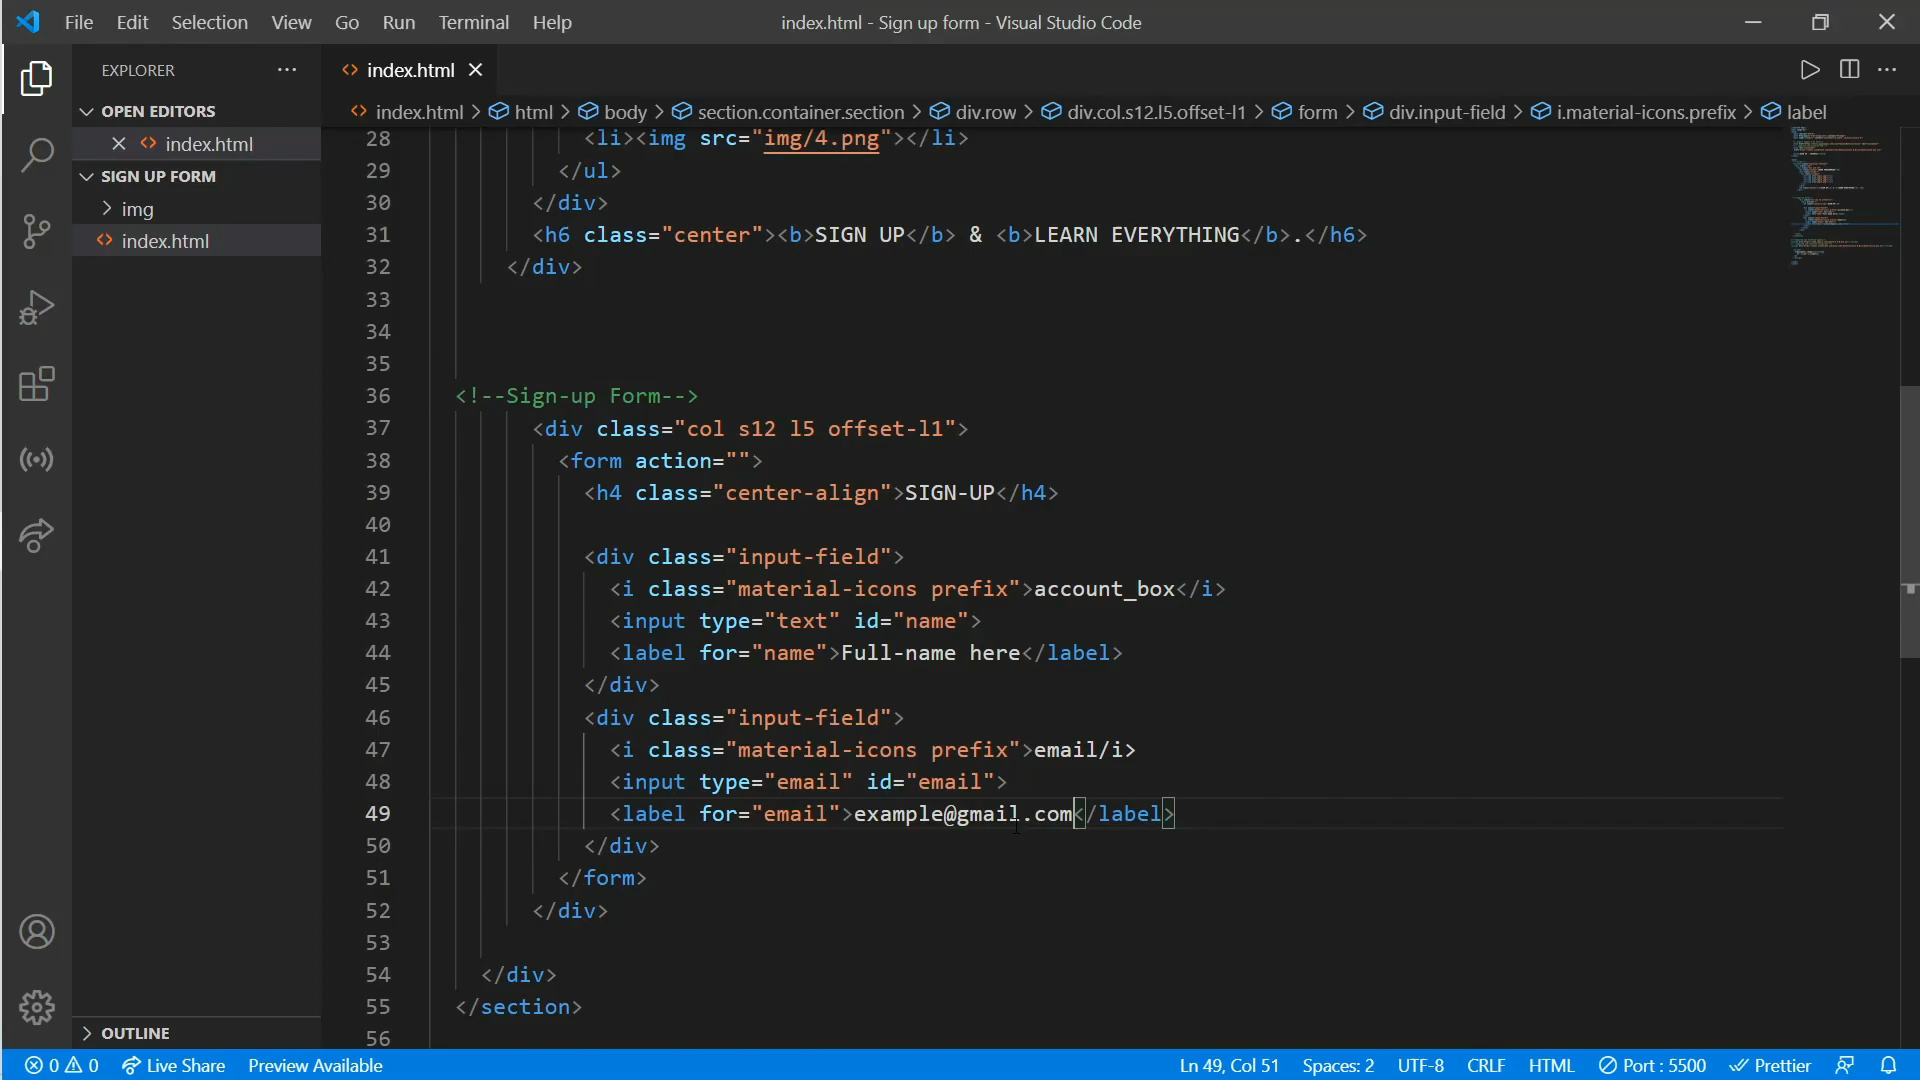 File Edit Selection View Go Run Terminal Help
index.html - Sign up form - Visual Studio Code
EXPLORER
OPEN EDITORS
index.html
SIGN UP FORM
img
index.html
OUTLINE
index.html
index.html > html > body > section.container.section > div.row > div.col.s12.l5.offset-l1 > form > div.input-field > i.material-icons.prefix > label
28 <li><img src="img/4.png"></li>
29 </ul>
30 </div>
31 <h6 class="center"><b>SIGN UP</b> & <b>LEARN EVERYTHING</b>.</h6>
32 </div>
33
34
35
36 <!--Sign-up Form-->
37 <div class="col s12 l5 offset-l1">
38 <form action="">
39 <h4 class="center-align">SIGN-UP</h4>
40
41 <div class="input-field">
42 <i class="material-icons prefix">account_box</i>
43 <input type="text" id="name">
44 <label for="name">Full-name here</label>
45 </div>
46 <div class="input-field">
47 <i class="material-icons prefix">email/i>
48 <input type="email" id="email">
49 <label for="email">example@gmail.com</label>
50 </div>
51 </form>
52 </div>
53
54 </div>
55 </section>
56
0 0 Live Share Preview Available Ln 49, Col 51 Spaces: 2 UTF-8 CRLF HTML Port : 5500 Prettier